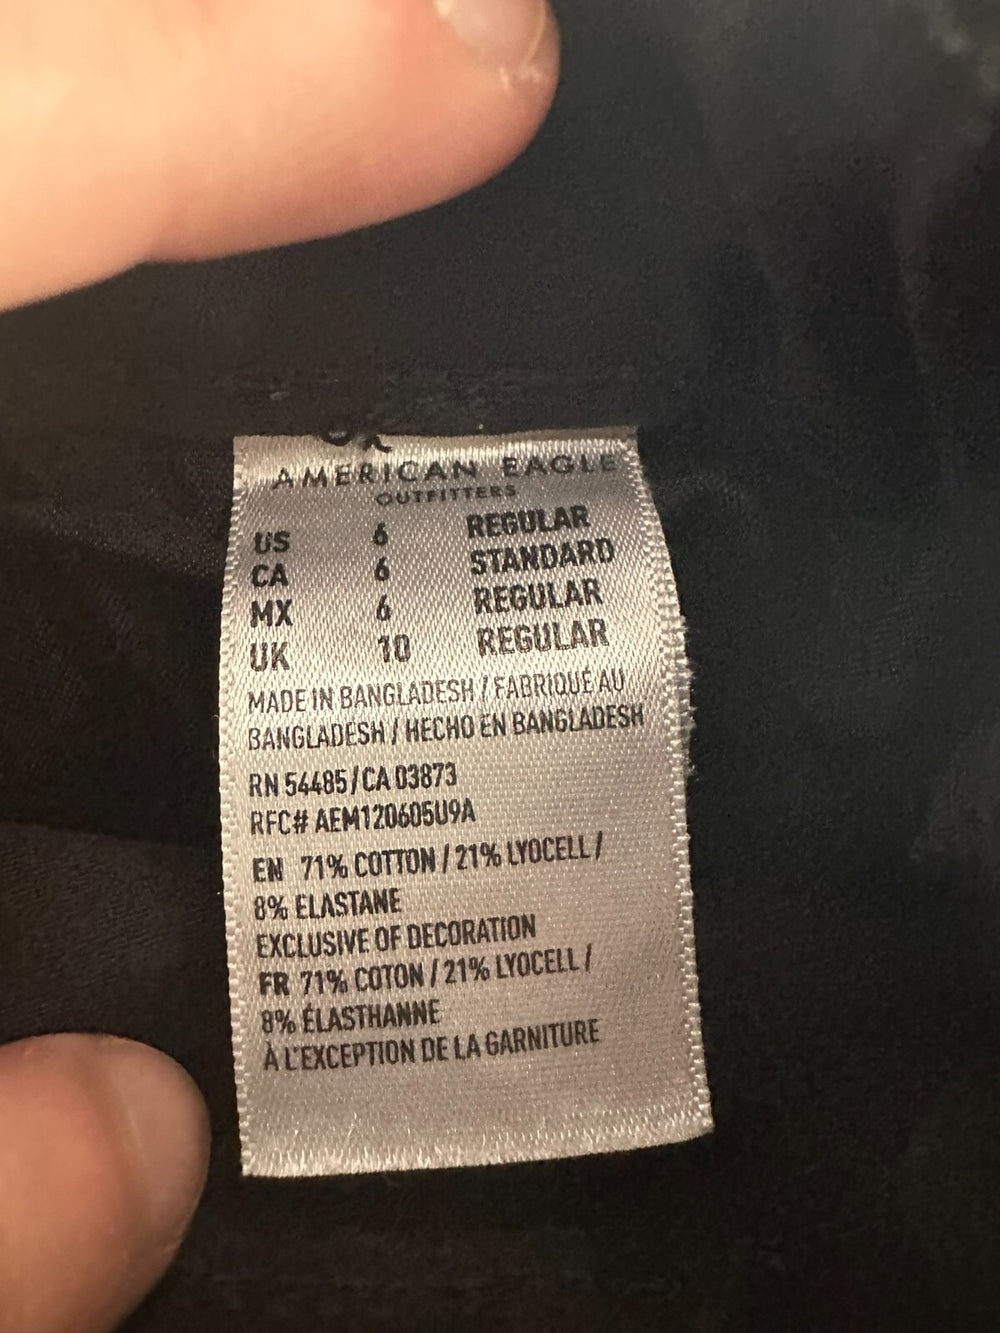 AMERICAN EAGLE
OUTFITTERS
US 6 REGULAR
CA 6 STANDARD
MX 6 REGULAR
UK 10 REGULAR
MADE IN BANGLADESH / FABRIQUÉ AU
BANGLADESH / HECHO EN BANGLADESH
RN 54485/CA 03873
RFC# AEM120605U9A
EN 71% COTTON / 21% LYOCELL /
8% ELASTANE
EXCLUSIVE OF DECORATION
FR 71% COTON / 21% LYOCELL /
8% ÉLASTHANNE
À L'EXCEPTION DE LA GARNITURE